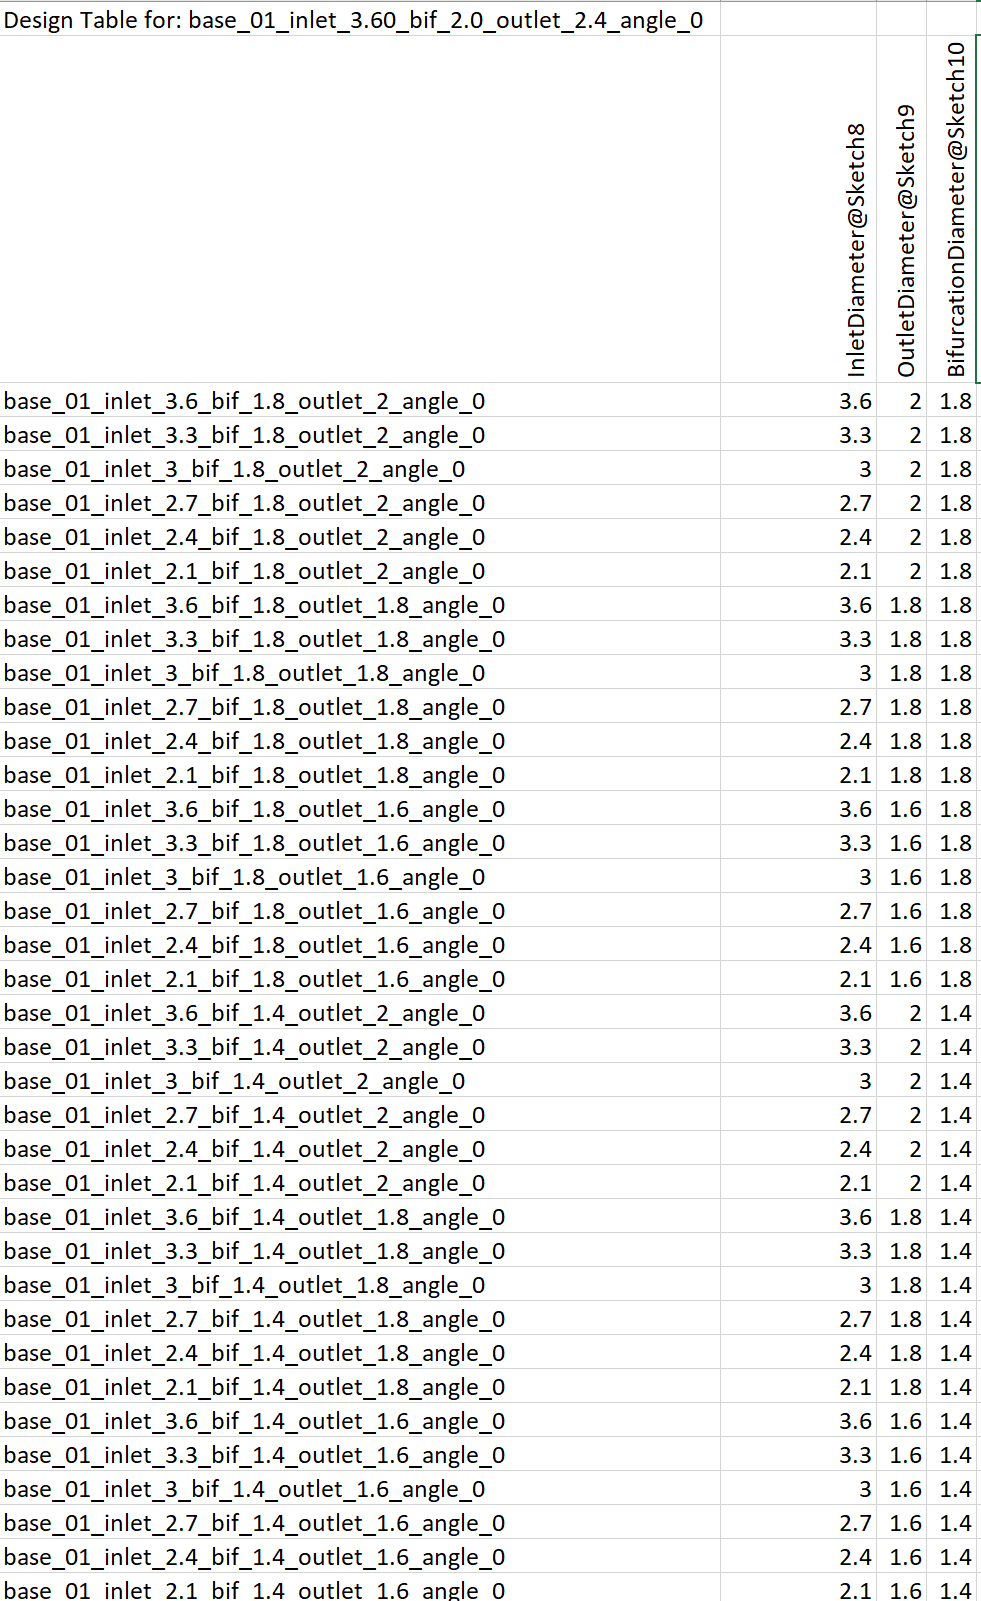 Design Table for: base_01_inlet_3.60_bif_2.0_outlet_2.4_angle_0
InletDiameter@Sketch8
OutletDiameter@Sketch9
BifurcationDiameter@Sketch10
base_01_inlet_3.6_bif_1.8_outlet_2_angle_0 3.6 2 1.8
base_01_inlet_3.3_bif_1.8_outlet_2_angle_0 3.3 2 1.8
base_01_inlet_3_bif_1.8_outlet_2_angle_0 3 2 1.8
base_01_inlet_2.7_bif_1.8_outlet_2_angle_0 2.7 2 1.8
base_01_inlet_2.4_bif_1.8_outlet_2_angle_0 2.4 2 1.8
base_01_inlet_2.1_bif_1.8_outlet_2_angle_0 2.1 2 1.8
base_01_inlet_3.6_bif_1.8_outlet_1.8_angle_0 3.6 1.8 1.8
base_01_inlet_3.3_bif_1.8_outlet_1.8_angle_0 3.3 1.8 1.8
base_01_inlet_3_bif_1.8_outlet_1.8_angle_0 3 1.8 1.8
base_01_inlet_2.7_bif_1.8_outlet_1.8_angle_0 2.7 1.8 1.8
base_01_inlet_2.4_bif_1.8_outlet_1.8_angle_0 2.4 1.8 1.8
base_01_inlet_2.1_bif_1.8_outlet_1.8_angle_0 2.1 1.8 1.8
base_01_inlet_3.6_bif_1.8_outlet_1.6_angle_0 3.6 1.6 1.8
base_01_inlet_3.3_bif_1.8_outlet_1.6_angle_0 3.3 1.6 1.8
base_01_inlet_3_bif_1.8_outlet_1.6_angle_0 3 1.6 1.8
base_01_inlet_2.7_bif_1.8_outlet_1.6_angle_0 2.7 1.6 1.8
base_01_inlet_2.4_bif_1.8_outlet_1.6_angle_0 2.4 1.6 1.8
base_01_inlet_2.1_bif_1.8_outlet_1.6_angle_0 2.1 1.6 1.8
base_01_inlet_3.6_bif_1.4_outlet_2_angle_0 3.6 2 1.4
base_01_inlet_3.3_bif_1.4_outlet_2_angle_0 3.3 2 1.4
base_01_inlet_3_bif_1.4_outlet_2_angle_0 3 2 1.4
base_01_inlet_2.7_bif_1.4_outlet_2_angle_0 2.7 2 1.4
base_01_inlet_2.4_bif_1.4_outlet_2_angle_0 2.4 2 1.4
base_01_inlet_2.1_bif_1.4_outlet_2_angle_0 2.1 2 1.4
base_01_inlet_3.6_bif_1.4_outlet_1.8_angle_0 3.6 1.8 1.4
base_01_inlet_3.3_bif_1.4_outlet_1.8_angle_0 3.3 1.8 1.4
base_01_inlet_3_bif_1.4_outlet_1.8_angle_0 3 1.8 1.4
base_01_inlet_2.7_bif_1.4_outlet_1.8_angle_0 2.7 1.8 1.4
base_01_inlet_2.4_bif_1.4_outlet_1.8_angle_0 2.4 1.8 1.4
base_01_inlet_2.1_bif_1.4_outlet_1.8_angle_0 2.1 1.8 1.4
base_01_inlet_3.6_bif_1.4_outlet_1.6_angle_0 3.6 1.6 1.4
base_01_inlet_3.3_bif_1.4_outlet_1.6_angle_0 3.3 1.6 1.4
base_01_inlet_3_bif_1.4_outlet_1.6_angle_0 3 1.6 1.4
base_01_inlet_2.7_bif_1.4_outlet_1.6_angle_0 2.7 1.6 1.4
base_01_inlet_2.4_bif_1.4_outlet_1.6_angle_0 2.4 1.6 1.4
base_01_inlet_2.1_bif_1.4_outlet_1.6_angle_0 2.1 1.6 1.4